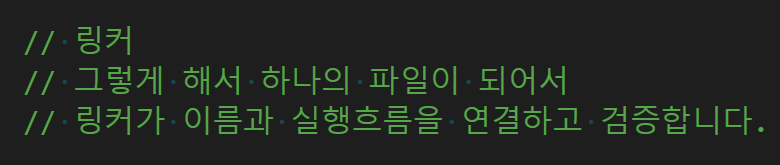 // 링커
// 그렇게 해서 하나의 파일이 되어서
// 링커가 이름과 실행흐름을 연결하고 검증합니다.